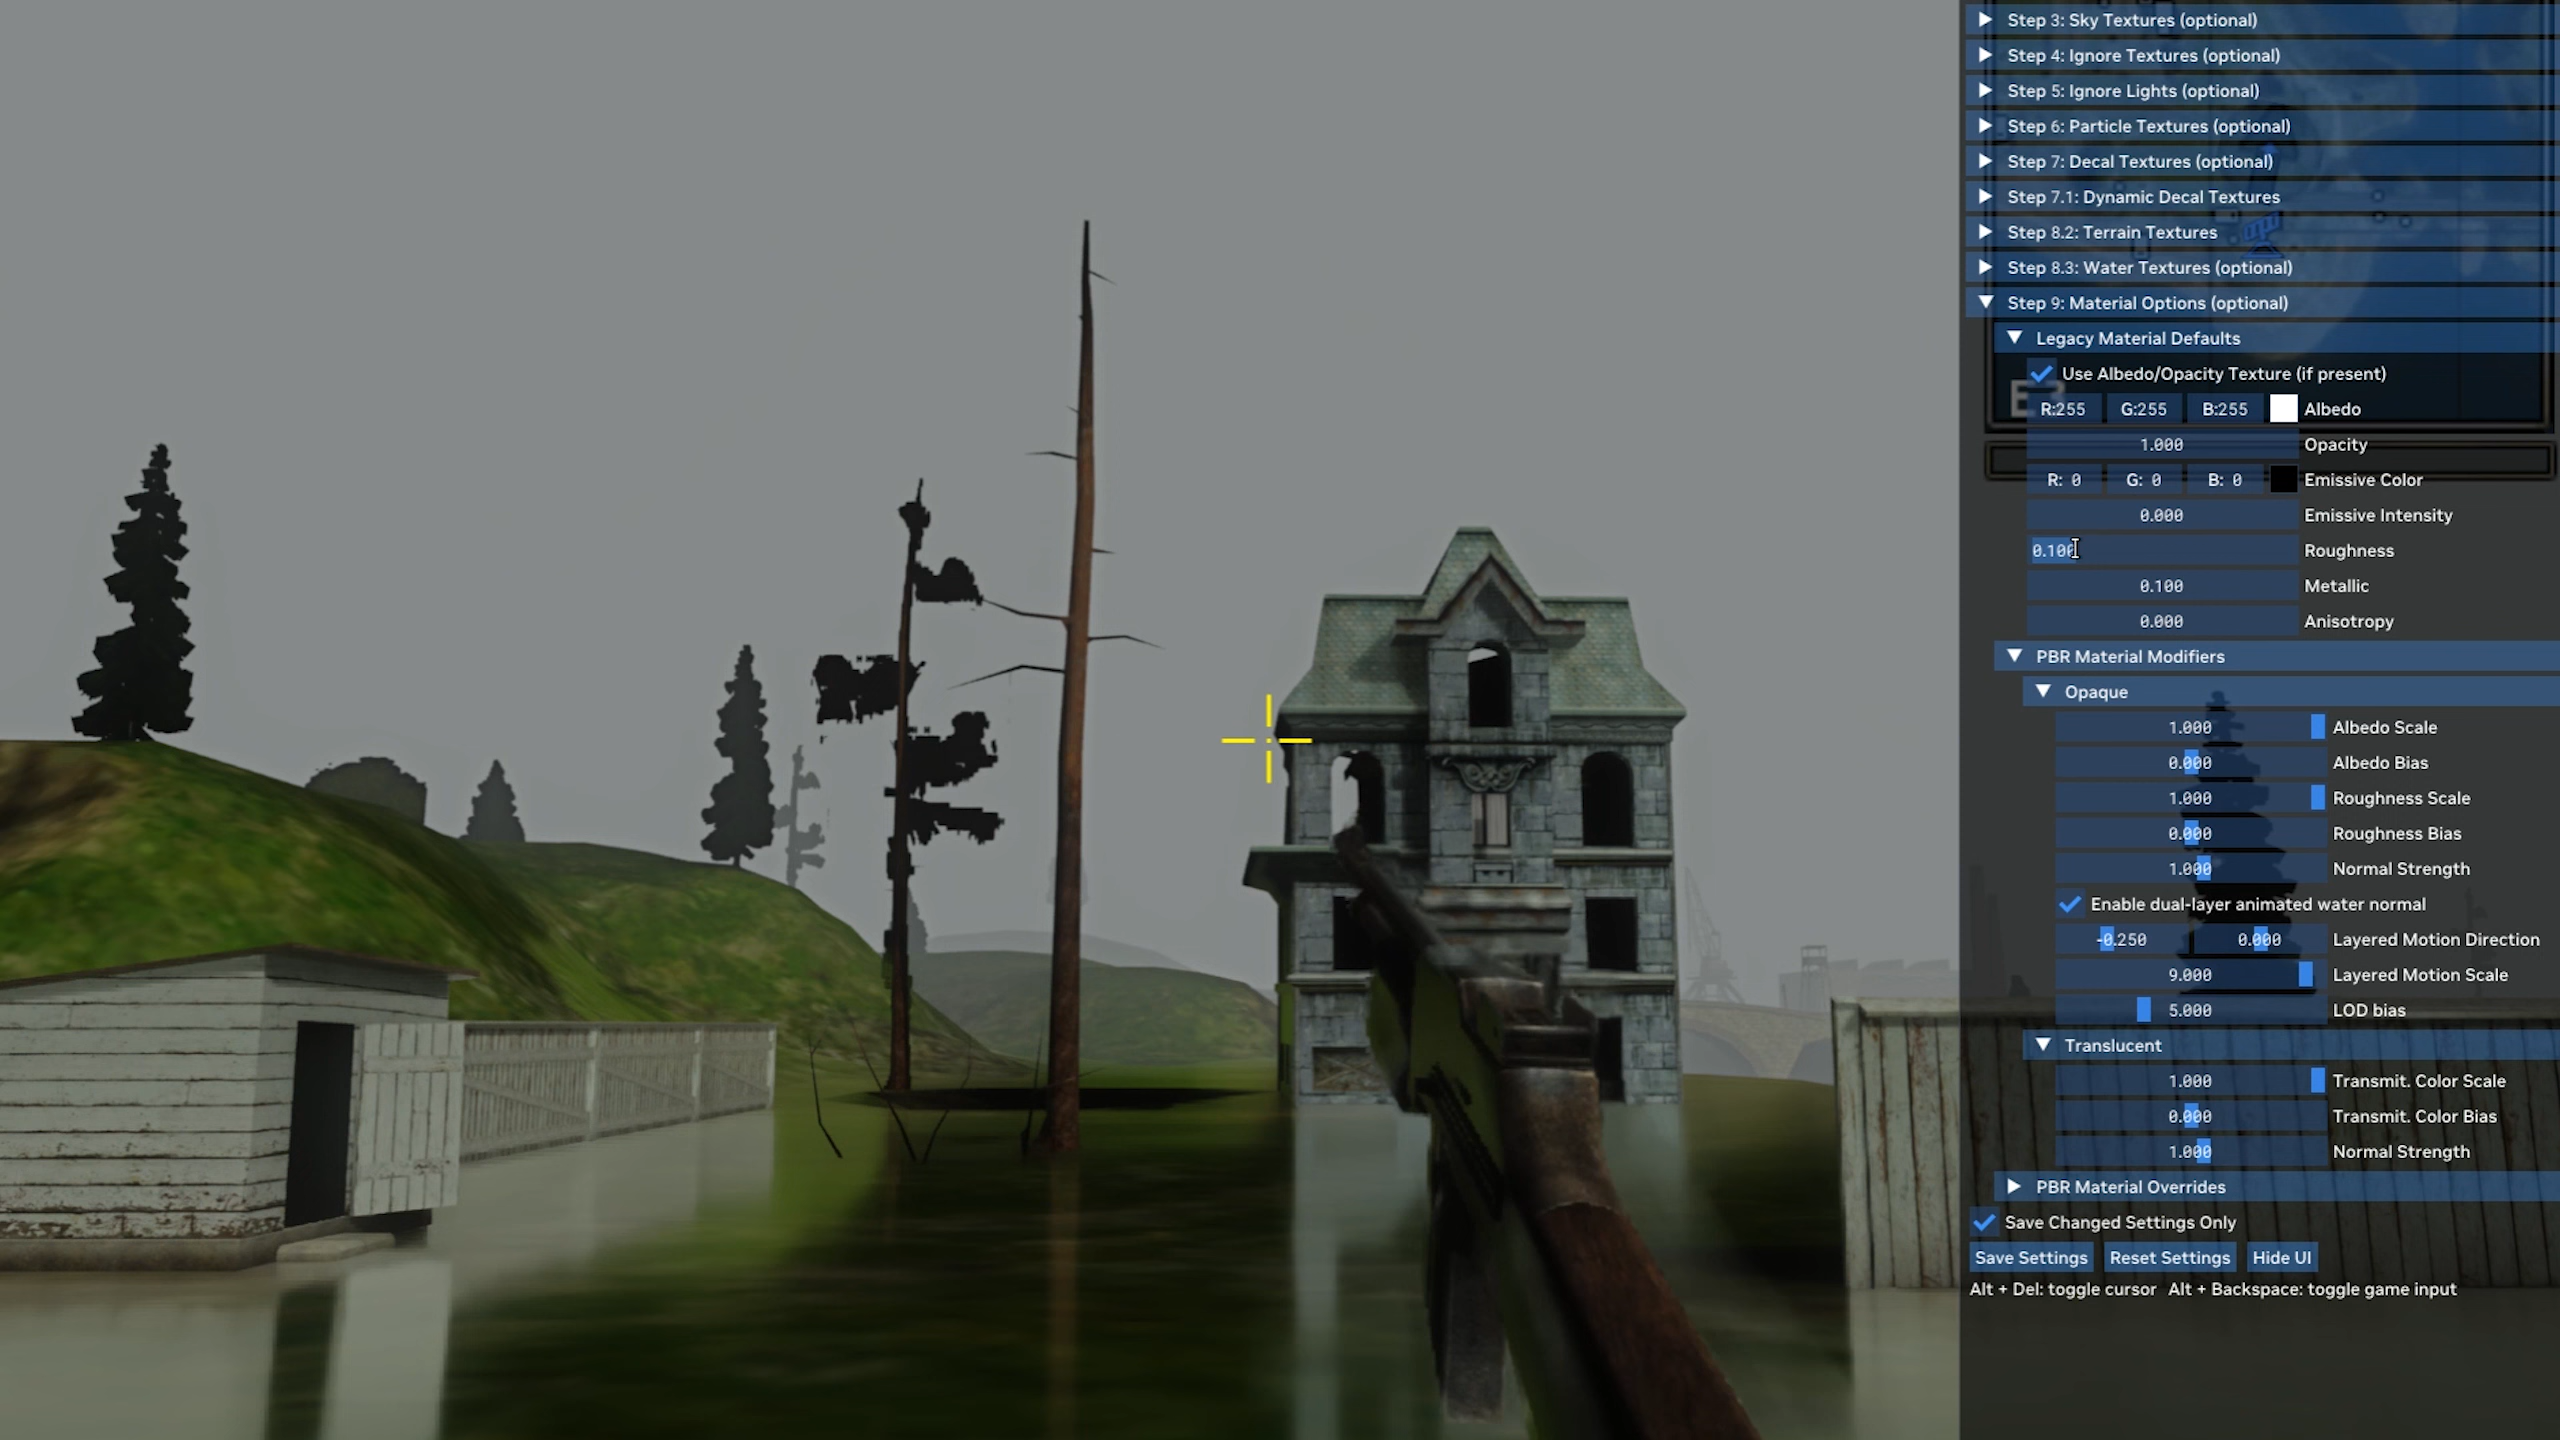 Step 3: Sky Textures (optional)
Step 4: Ignore Textures (optional)
Step 5: Ignore Lights (optional)
Step 6: Particle Textures (optional)
Step 7: Decal Textures (optional)
Step 7.1: Dynamic Decal Textures
Step 8.2: Terrain Textures
Step 8.3: Water Textures (optional)
Step 9: Material Options (optional)
Legacy Material Defaults
Use Albedo/Opacity Texture (if present)
R:255 G:255 B:255 Albedo
1.000 Opacity
R: 0 G: 0 B: 0 Emissive Color
0.000 Emissive Intensity
0.100 Roughness
0.100 Metallic
0.000 Anisotropy
PBR Material Modifiers
Opaque
1.000 Albedo Scale
0.000 Albedo Bias
1.000 Roughness Scale
0.000 Roughness Bias
1.000 Normal Strength
Enable dual-layer animated water normal
-0.250 0.000 Layered Motion Direction
9.000 Layered Motion Scale
5.000 LOD bias
Translucent
1.000 Transmit. Color Scale
0.000 Transmit. Color Bias
1.000 Normal Strength
PBR Material Overrides
Save Changed Settings Only
Save Settings Reset Settings Hide UI
Alt + Del: toggle cursor Alt + Backspace: toggle game input